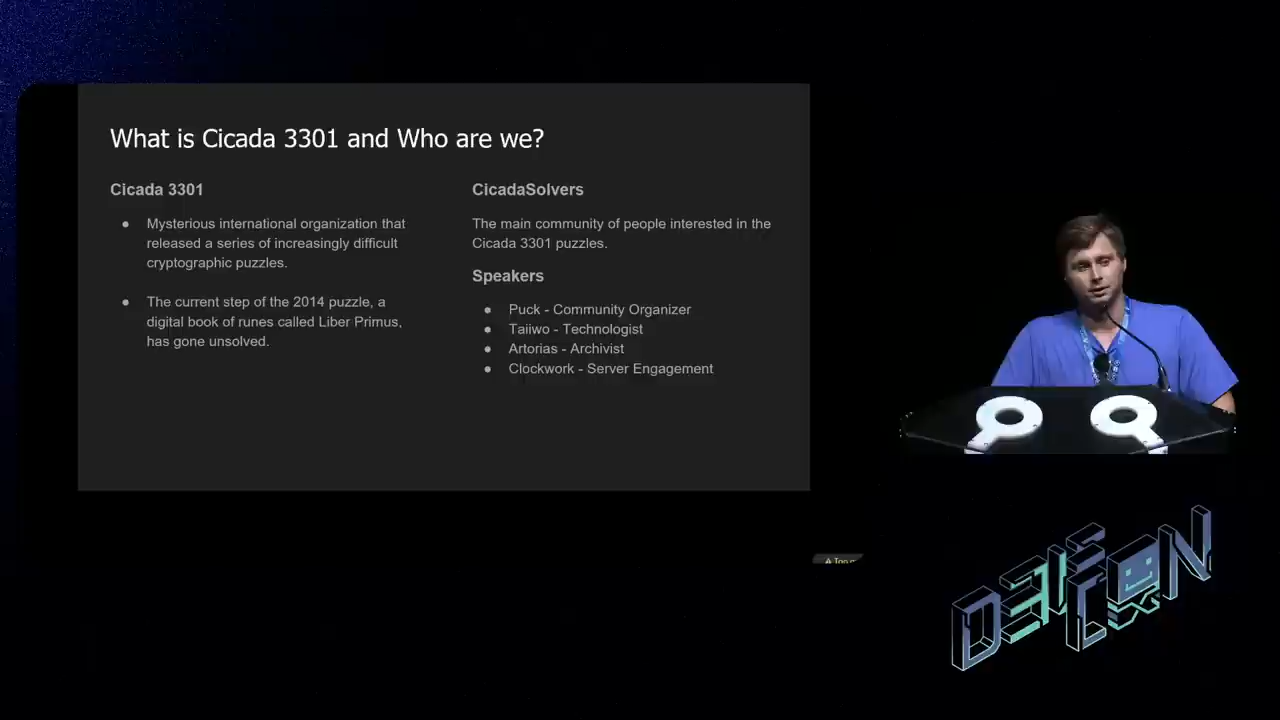 What is Cicada 3301 and Who are we?
Cicada 3301
Mysterious international organization that
released a series of increasingly difficult
cryptographic puzzles.
The current step of the 2014 puzzle, a
digital book of runes called Liber Primus,
has gone unsolved.
CicadaSolvers
The main community of people interested in the
Cicada 3301 puzzles.
Speakers
Puck - Community Organizer
Taiiwo - Technologist
Artorias - Archivist
Clockwork - Server Engagement
DEF CON